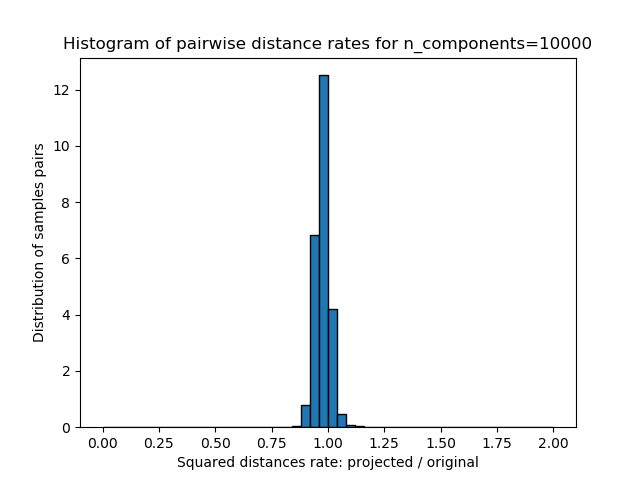 Histogram of pairwise distance rates for n_components=10000
Distribution of samples pairs
12
10
8
6
4
2
0
0.00 0.25 0.50 0.75 1.00 1.25 1.50 1.75 2.00
Squared distances rate: projected / original